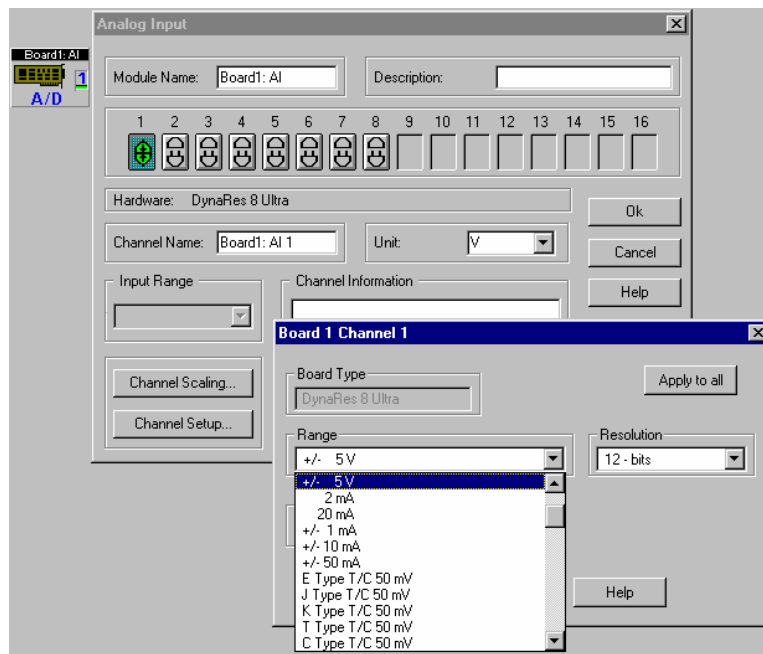 Analog Input
Board1: AI
1
A/D
Module Name: Board1: AI Description:
1 2 3 4 5 6 7 8 9 10 11 12 13 14 15 16
Hardware: DynaRes 8 Ultra
Ok
Channel Name: Board1: AI 1 Unit: V
Cancel
Input Range Channel Information
Help
Board 1 Channel 1
Channel Scaling...
Channel Setup...
Board Type
DynaRes 8 Ultra
Apply to all
Range Resolution
+/- 5 V 12 - bits
+/- 5 V
2 mA
20 mA
+/- 1 mA
+/- 10 mA
+/- 50 mA
E Type T/C 50 mV
J Type T/C 50 mV
K Type T/C 50 mV
T Type T/C 50 mV
C Type T/C 50 mV
Help